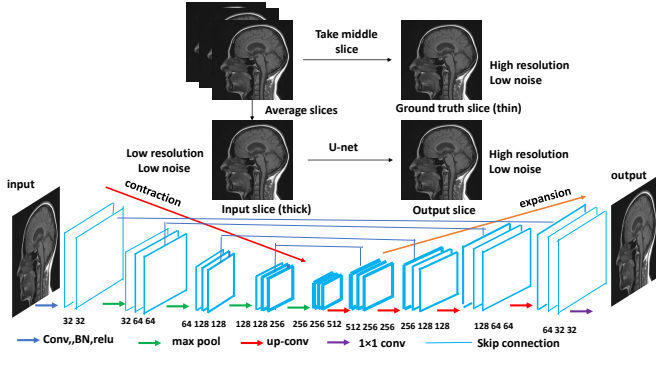 Take middle
slice
High resolution
Low noise
Ground truth slice (thin)
Average slices
Low resolution
Low noise
U-net
High resolution
Low noise
Input slice (thick)
Output slice
input
contraction
expansion
output
32 32
32 64 64
64 128 128
128 128 256
256 256 512
512 256 256
256 128 128
128 64 64
64 32 32
Conv,,BN,relu
max pool
up-conv
1×1 conv
Skip connection